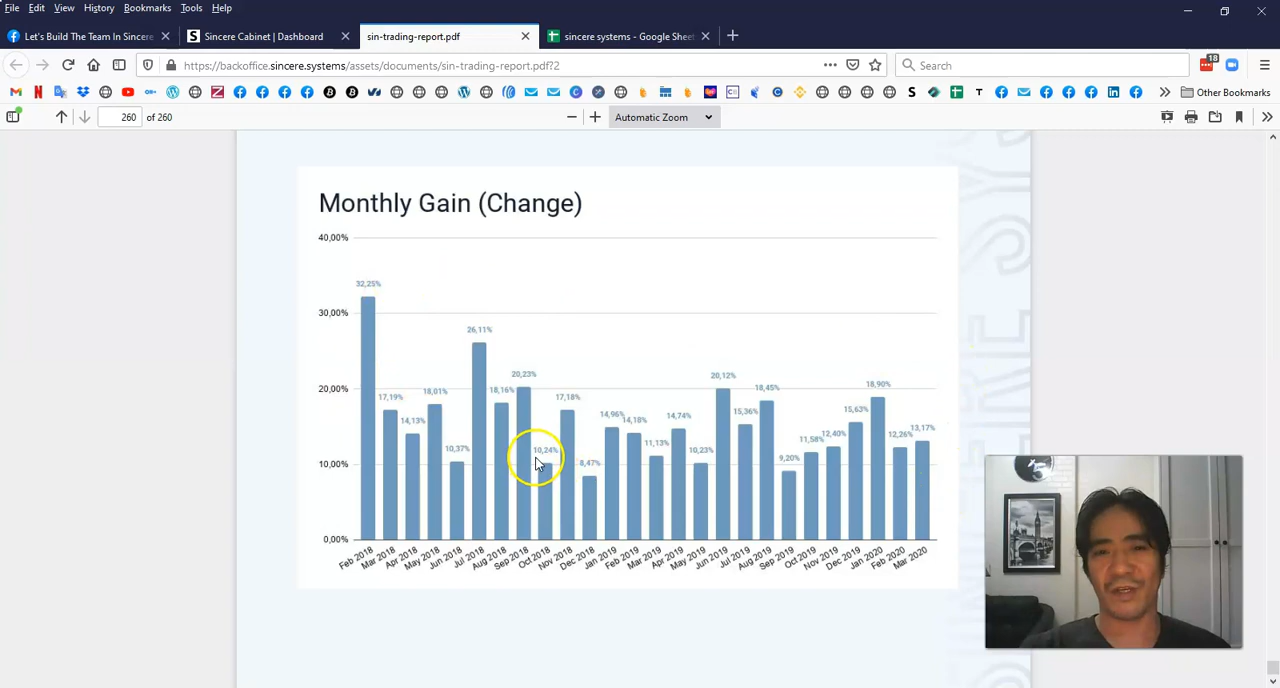 File Edit View History Bookmarks Tools Help
Let's Build The Team In Sincere
Sincere Cabinet | Dashboard
sin-trading-report.pdf
sincere systems - Google Sheet
https://backoffice.sincere.systems/assets/documents/sin-trading-report.pdf?2
Search
18
Other Bookmarks
260 of 260
Automatic Zoom
Monthly Gain (Change)
40,00%
30,00%
20,00%
10,00%
0,00%
32,25%
17,19%
14,13%
18,01%
10,37%
26,11%
18,16%
20,23%
10,24%
17,18%
8,47%
14,96%
14,18%
11,13%
14,74%
10,23%
20,12%
15,36%
18,45%
9,20%
11,58%
12,40%
15,63%
18,90%
12,26%
13,17%
Feb 2018
Mar 2018
Apr 2018
May 2018
Jun 2018
Jul 2018
Aug 2018
Sep 2018
Oct 2018
Nov 2018
Dec 2018
Jan 2019
Feb 2019
Mar 2019
Apr 2019
May 2019
Jun 2019
Jul 2019
Aug 2019
Sep 2019
Oct 2019
Nov 2019
Dec 2019
Jan 2020
Feb 2020
Mar 2020